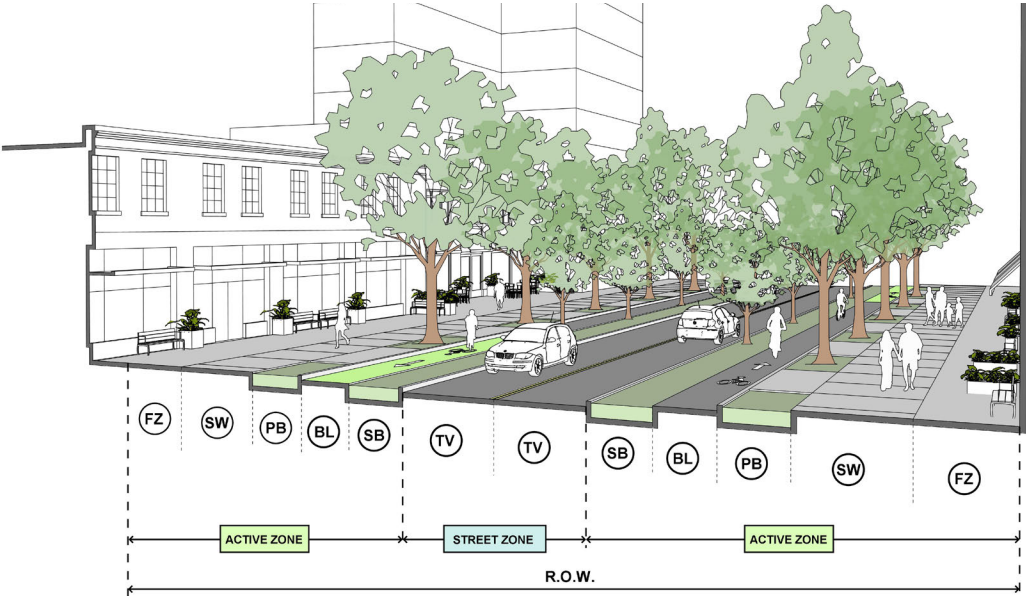 FZ SW PB BL SB TV TV SB BL PB SW FZ
ACTIVE ZONE STREET ZONE ACTIVE ZONE
R.O.W.